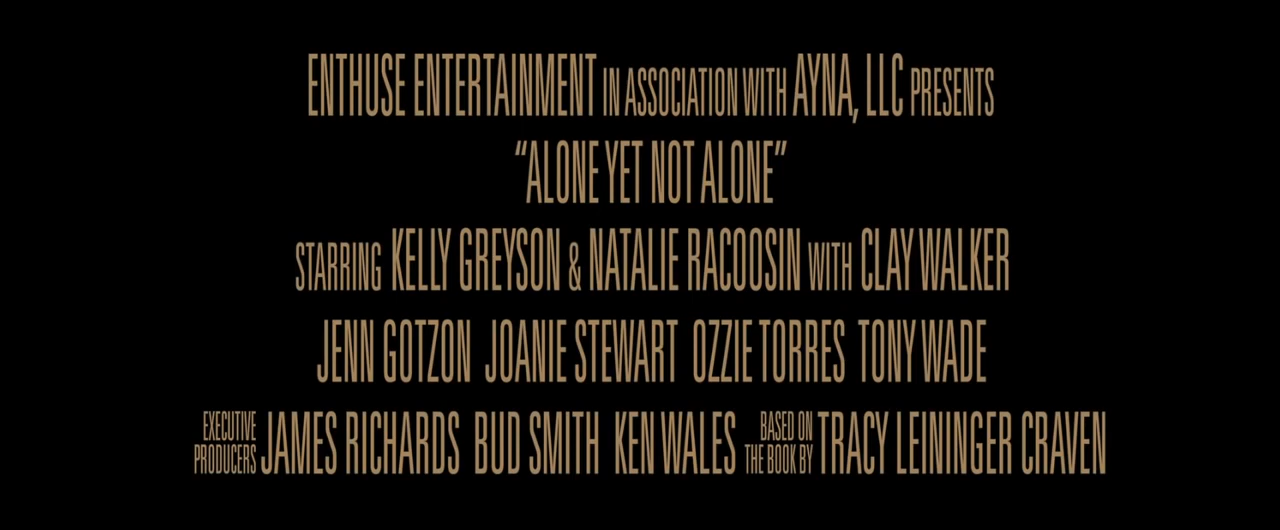 ENTHUSE ENTERTAINMENT IN ASSOCIATION WITH AYNA, LLC PRESENTS
“ALONE YET NOT ALONE”
STARRING KELLY GREYSON & NATALIE RACOOSIN WITH CLAY WALKER
JENN GOTZON JOANIE STEWART OZZIE TORRES TONY WADE
EXECUTIVE PRODUCERS JAMES RICHARDS BUD SMITH KEN WALES BASED ON THE BOOK BY TRACY LEININGER CRAVEN